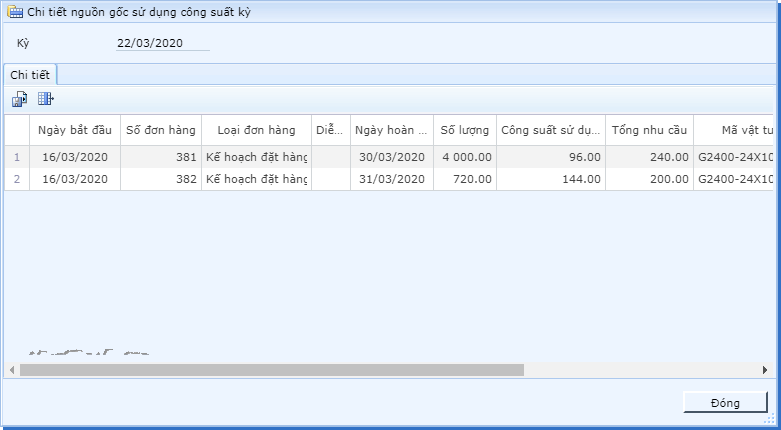 Chi tiết nguồn gốc sử dụng công suất kỳ
Kỳ 22/03/2020
Chi tiết
Ngày bắt đầu Số đơn hàng Loại đơn hàng Diễ... Ngày hoàn ... Số lượng Công suất sử dụ... Tổng nhu cầu Mã vật tư
1 16/03/2020 381 Kế hoạch đặt hàng 30/03/2020 4 000.00 96.00 240.00 G2400-24X10
2 16/03/2020 382 Kế hoạch đặt hàng 31/03/2020 720.00 144.00 200.00 G2400-24X10
Đóng